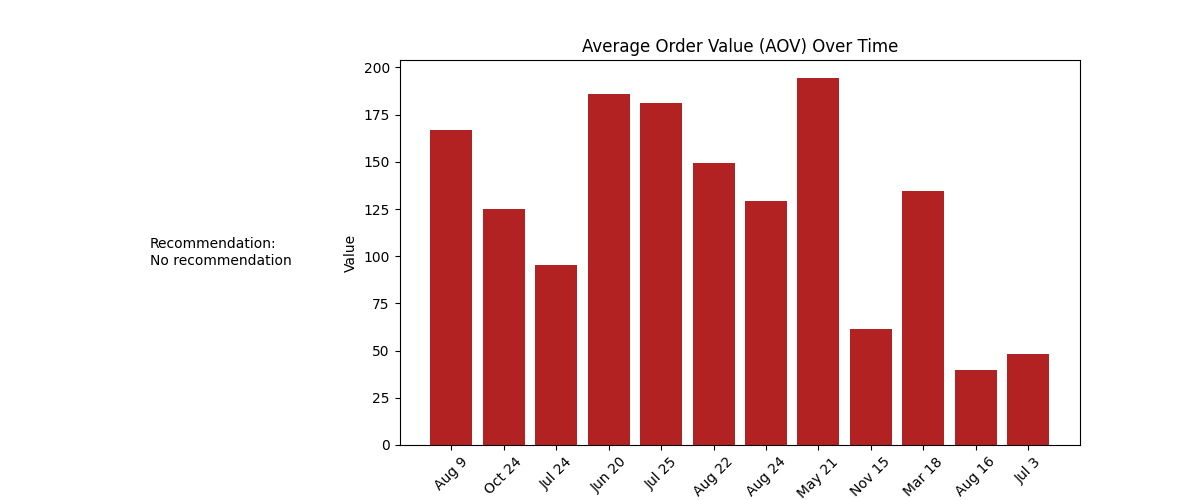 Average Order Value (AOV) Over Time
Recommendation:
No recommendation
Value
200
175
150
125
100
75
50
25
0
Aug 9
Oct 24
Jul 24
Jun 20
Jul 25
Aug 22
Aug 24
May 21
Nov 15
Mar 18
Aug 16
Jul 3